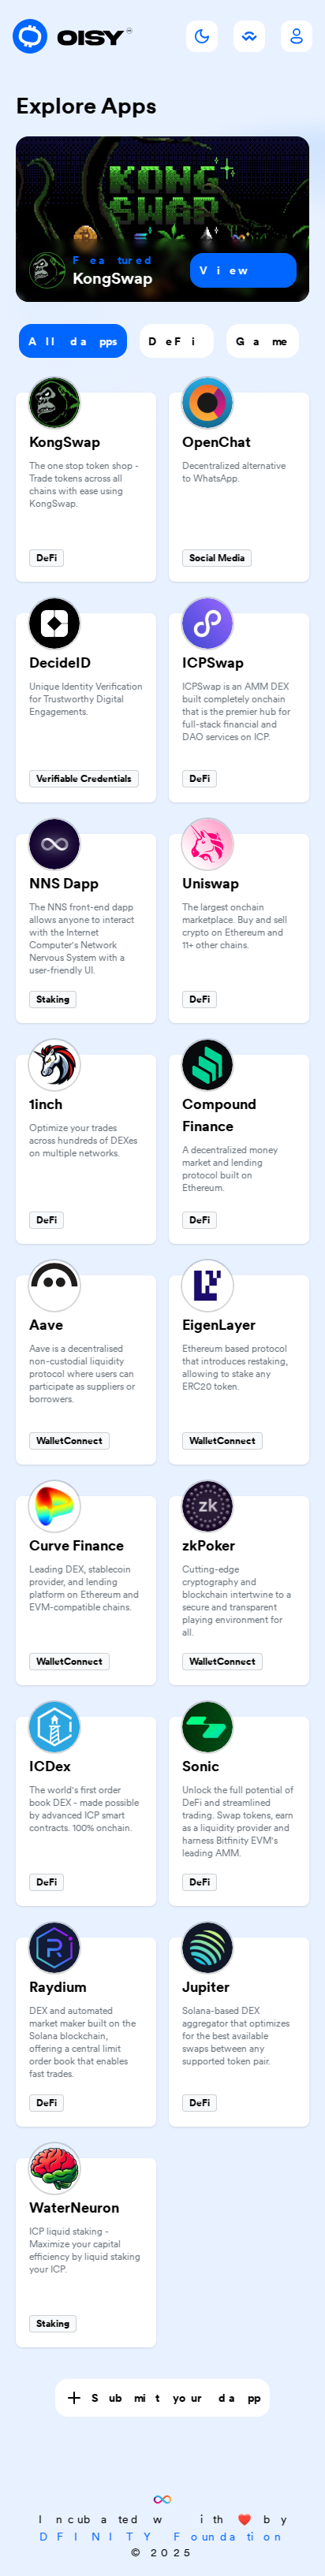 OISY
Explore Apps
KONG
SWAP
Featured
KongSwap
View
All dapps
DeFi
Game
KongSwap
The one stop token shop -
Trade tokens across all
chains with ease using
KongSwap.
DeFi
OpenChat
Decentralized alternative
to WhatsApp.
Social Media
DecideID
Unique Identity Verification
for Trustworthy Digital
Engagements.
Verifiable Credentials
ICPSwap
ICPSwap is an AMM DEX
built completely onchain
that is the premier hub for
full-stack financial and
DAO services on ICP.
DeFi
NNS Dapp
The NNS front-end dapp
allows anyone to interact
with the Internet
Computer's Network
Nervous System with a
user-friendly UI.
Staking
Uniswap
The largest onchain
marketplace. Buy and sell
crypto on Ethereum and
11+ other chains.
DeFi
1inch
Optimize your trades
across hundreds of DEXes
on multiple networks.
DeFi
Compound
Finance
A decentralized money
market and lending
protocol built on
Ethereum.
DeFi
Aave
Aave is a decentralised
non-custodial liquidity
protocol where users can
participate as suppliers or
borrowers.
WalletConnect
EigenLayer
Ethereum based protocol
that introduces restaking,
allowing to stake any
ERC20 token.
WalletConnect
Curve Finance
Leading DEX, stablecoin
provider, and lending
platform on Ethereum and
EVM-compatible chains.
WalletConnect
zk
zkPoker
Cutting-edge
cryptography and
blockchain intertwine to a
secure and transparent
playing environment for
all.
WalletConnect
ICDex
The world's first order
book DEX - made possible
by advanced ICP smart
contracts. 100% onchain.
DeFi
Sonic
Unlock the full potential of
DeFi and streamlined
trading. Swap tokens, earn
as a liquidity provider and
harness Bitfinity EVM's
leading AMM.
DeFi
Raydium
DEX and automated
market maker built on the
Solana blockchain,
offering a central limit
order book that enables
fast trades.
DeFi
Jupiter
Solana-based DEX
aggregator that optimizes
for the best available
swaps between any
supported token pair.
DeFi
WaterNeuron
ICP liquid staking -
Maximize your capital
efficiency by liquid staking
your ICP.
Staking
Submit your dapp
Incubated with ❤️ by
DFINITY Foundation
© 2025